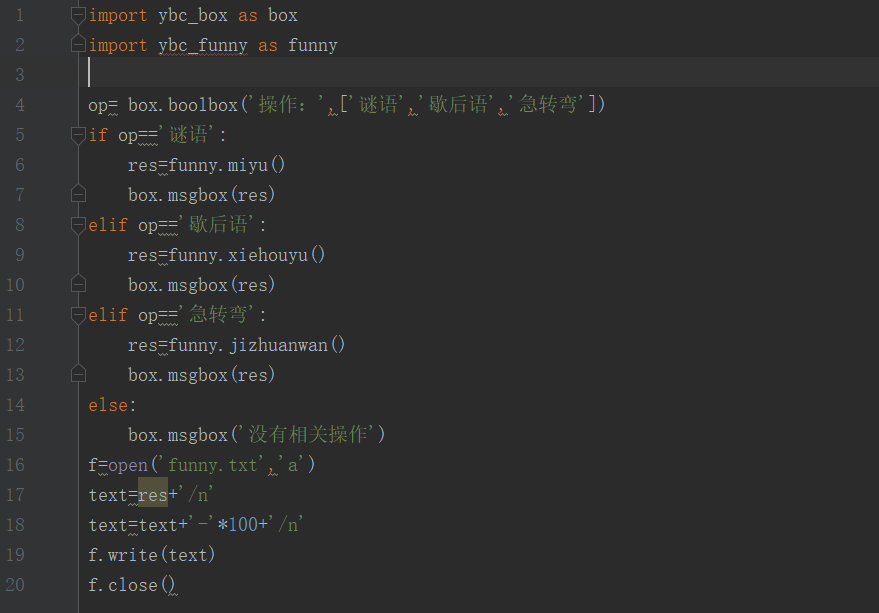 1 import ybc_box as box
2 import ybc_funny as funny
3
4 op= box.boolbox('操作：',['谜语','歇后语','急转弯'])
5 if op=='谜语':
6     res=funny.miyu()
7     box.msgbox(res)
8 elif op=='歇后语':
9     res=funny.xiehouyu()
10     box.msgbox(res)
11 elif op=='急转弯':
12     res=funny.jizhuanwan()
13     box.msgbox(res)
14 else:
15     box.msgbox('没有相关操作')
16 f=open('funny.txt','a')
17 text=res+'/n'
18 text=text+'-'*100+'/n'
19 f.write(text)
20 f.close()